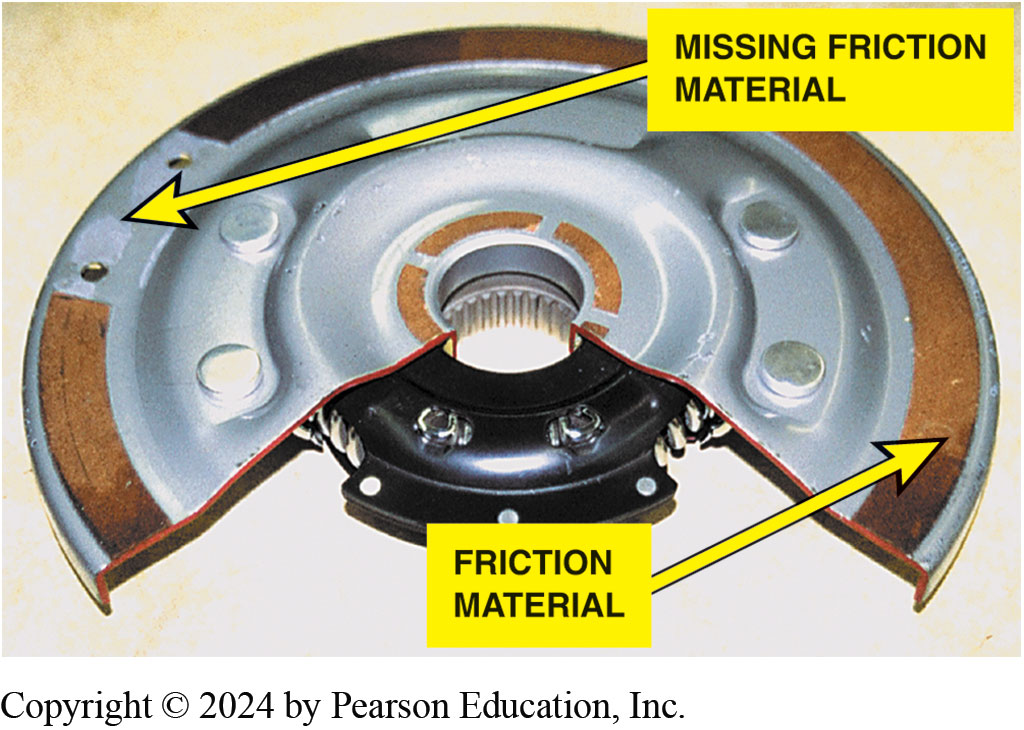 MISSING FRICTION
MATERIAL
FRICTION
MATERIAL
Copyright © 2024 by Pearson Education, Inc.